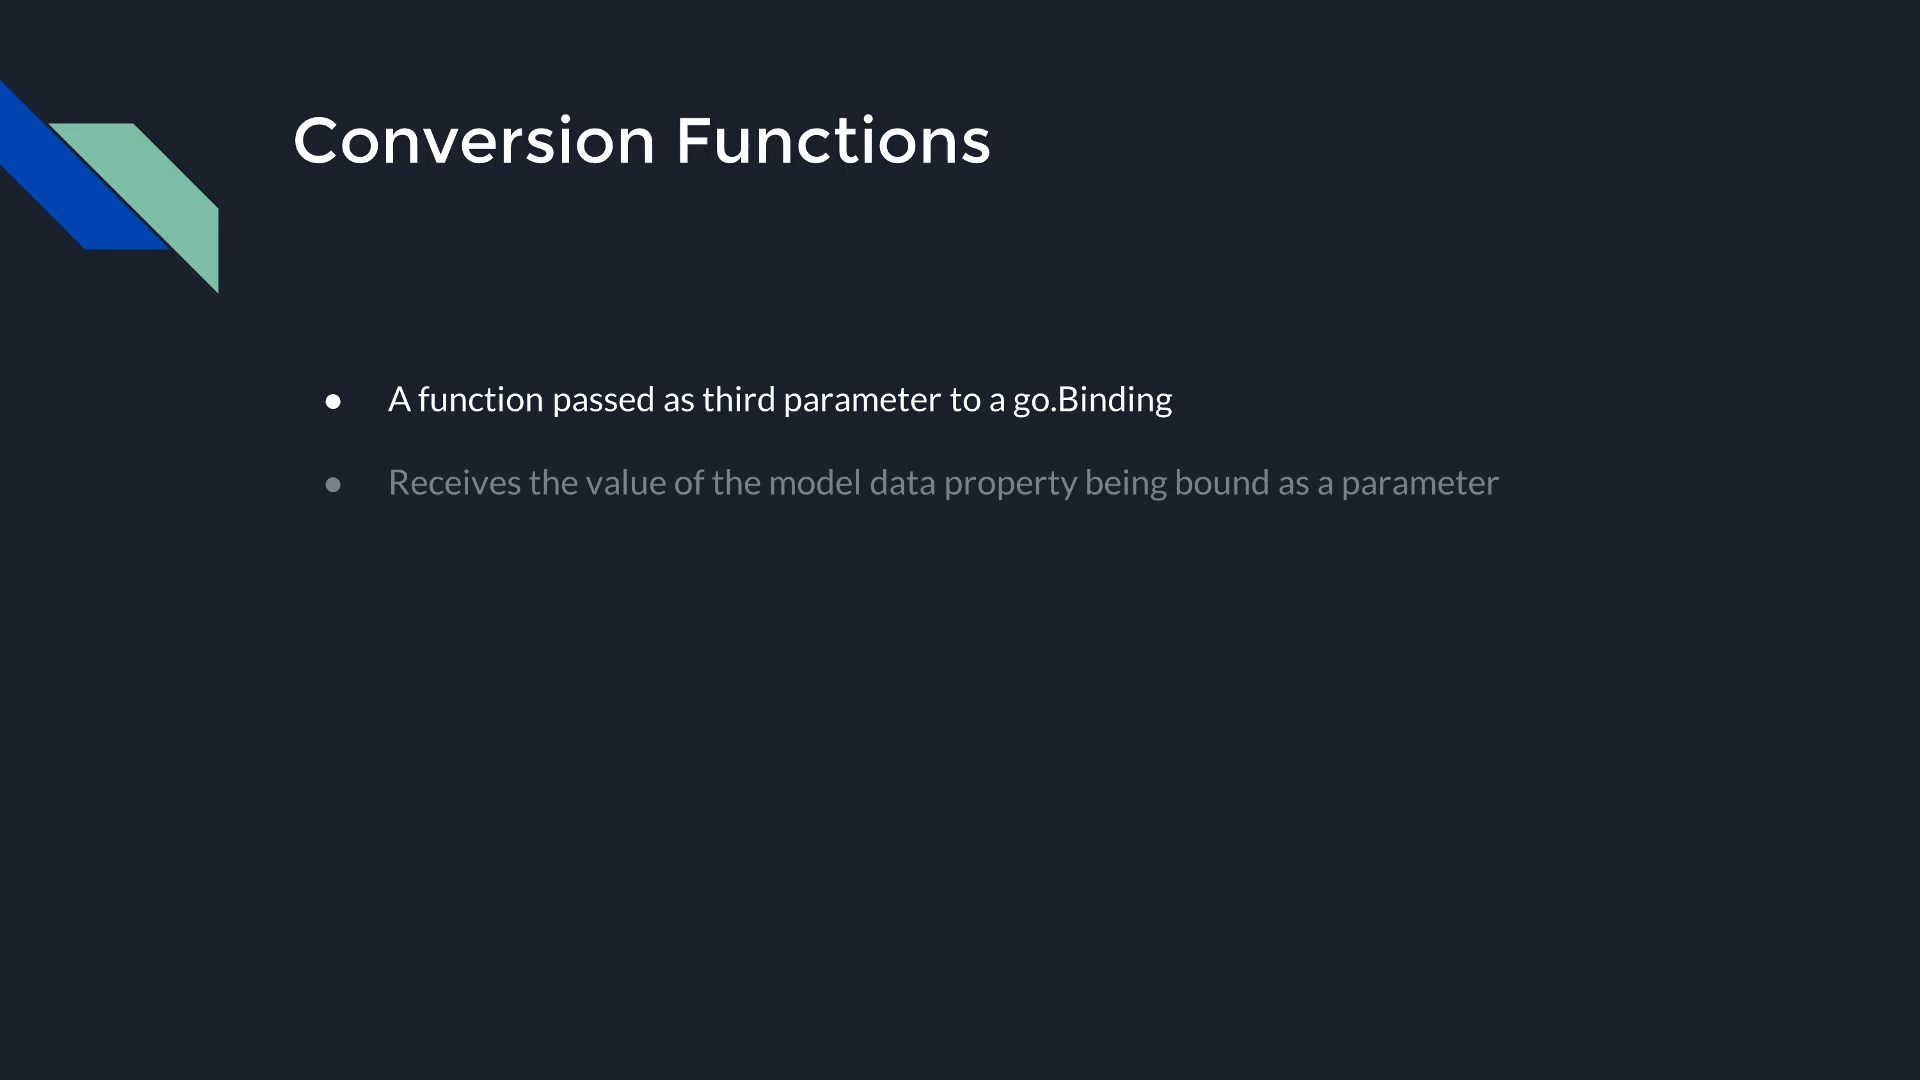 Conversion Functions
● A function passed as third parameter to a go.Binding
● Receives the value of the model data property being bound as a parameter